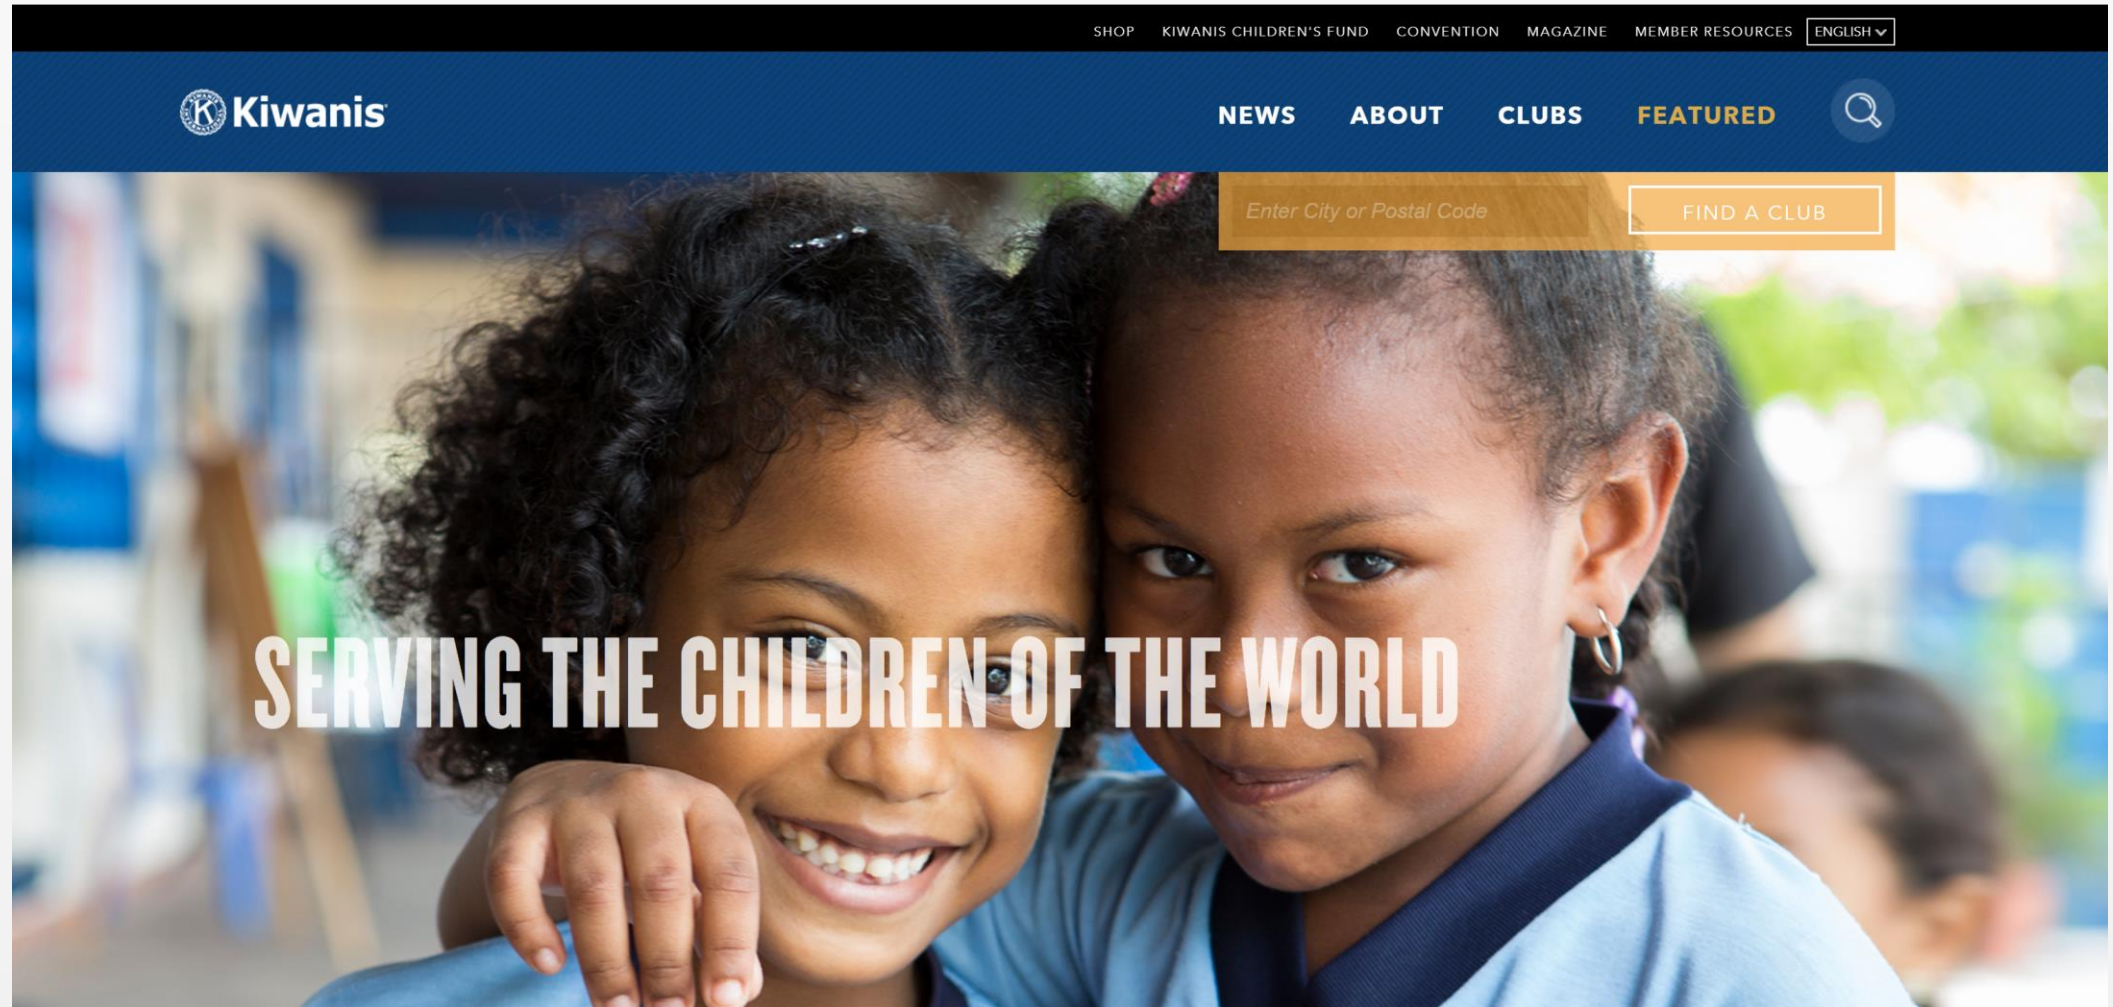 SHOP KIWANIS CHILDREN'S FUND CONVENTION MAGAZINE MEMBER RESOURCES ENGLISH
Kiwanis
NEWS ABOUT CLUBS FEATURED
Enter City or Postal Code FIND A CLUB
SERVING THE CHILDREN OF THE WORLD